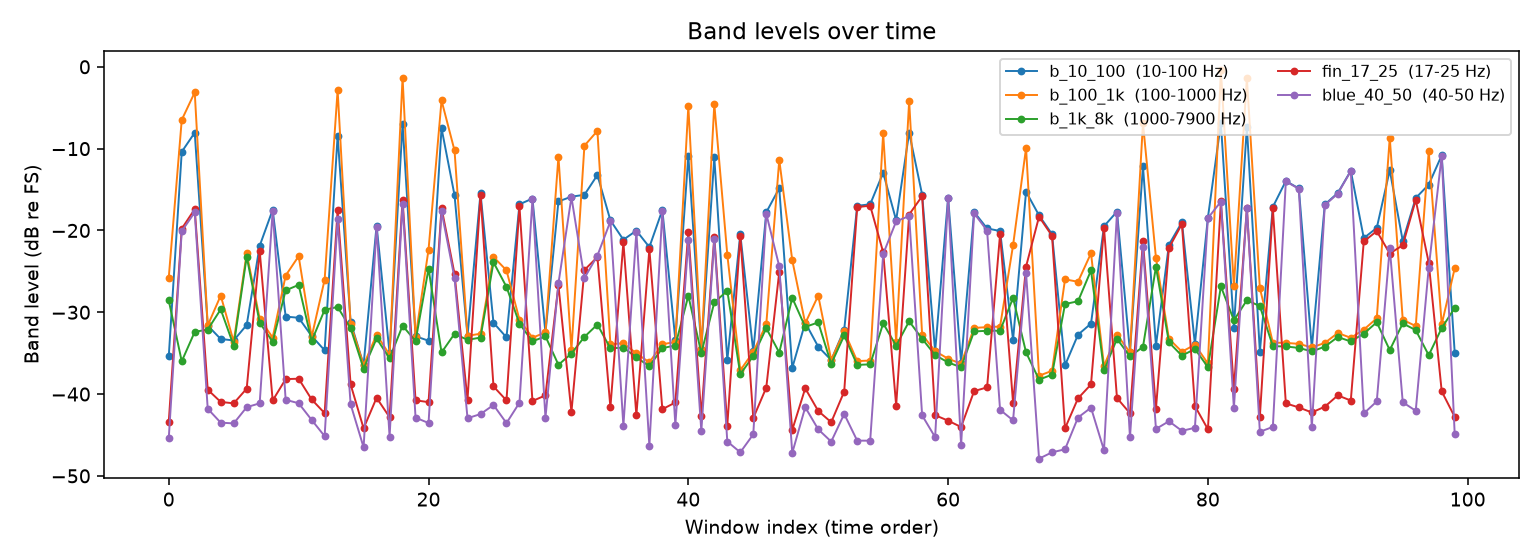 Band levels over time
b_10_100  (10-100 Hz)
b_100_1k  (100-1000 Hz)
b_1k_8k  (1000-7900 Hz)
fin_17_25  (17-25 Hz)
blue_40_50  (40-50 Hz)
Band level (dB re FS)
0
−10
−20
−30
−40
−50
0 20 40 60 80 100
Window index (time order)